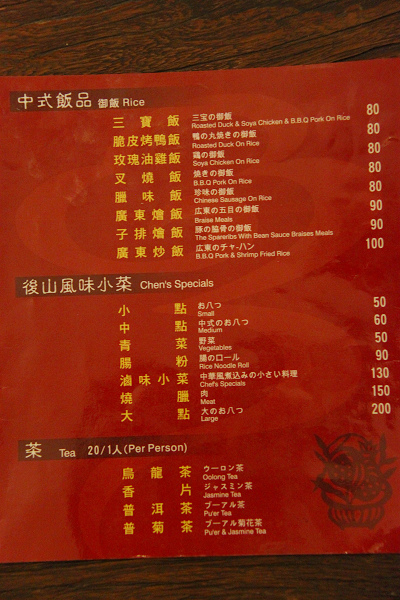 中式飯品 御飯 Rice
三寶飯 三宝の御飯 80
Roasted Duck & Soya Chicken & B.B.Q Pork On Rice
脆皮烤鴨飯 鴨の丸焼きの御飯 80
Roasted Duck On Rice
玫瑰油雞飯 鶏の御飯 80
Soya Chicken On Rice
叉燒飯 焼きの御飯 80
B.B.Q Pork On Rice
臘味飯 珍味の御飯 80
Chinese Sausage On Rice
廣東燴飯 広東の五目の御飯 90
Braise Meals
子排燴飯 豚の脇骨の御飯 90
The Spareribs With Bean Sauce Braises Meals
廣東炒飯 広東のチャ-ハン 100
B.B.Q Pork & Shrimp Fried Rice
後山風味小菜 Chen's Specials
小點 お八つ 50
Small
中點 中式のお八つ 60
Medium
青菜 野菜 50
Vegetables
腸粉 腸のロール 90
Rice Noodle Roll
滷味小菜 中華風煮込みの小さい料理 130
Chef's Specials
燒臘 肉 150
Meat
大點 大のお八つ 200
Large
茶 Tea 20/1人(Per Person)
烏龍茶 ウーロン茶
Oolong Tea
香片 ジャスミン茶
Jasmine Tea
普洱茶 プーアル茶
Pu'er Tea
普菊茶 プーアル菊花茶
Pu'er & Jasmine Tea